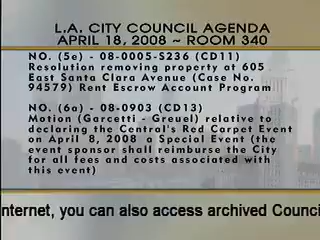 L.A. CITY COUNCIL AGENDA
APRIL 18, 2008 ~ ROOM 340
NO. (5e) - 08-0005-S236 (CD11)
Resolution removing property at 605
East Santa Clara Avenue (Case No.
94579) Rent Escrow Account Program
NO. (6a) - 08-0903 (CD13)
Motion (Garcetti - Greuel) relative to
declaring the Central's Red Carpet Event
on April 8, 2008 a Special Event (the
event sponsor shall reimburse the City
for all fees and costs associated with
this event)
nternet, you can also access archived Counci